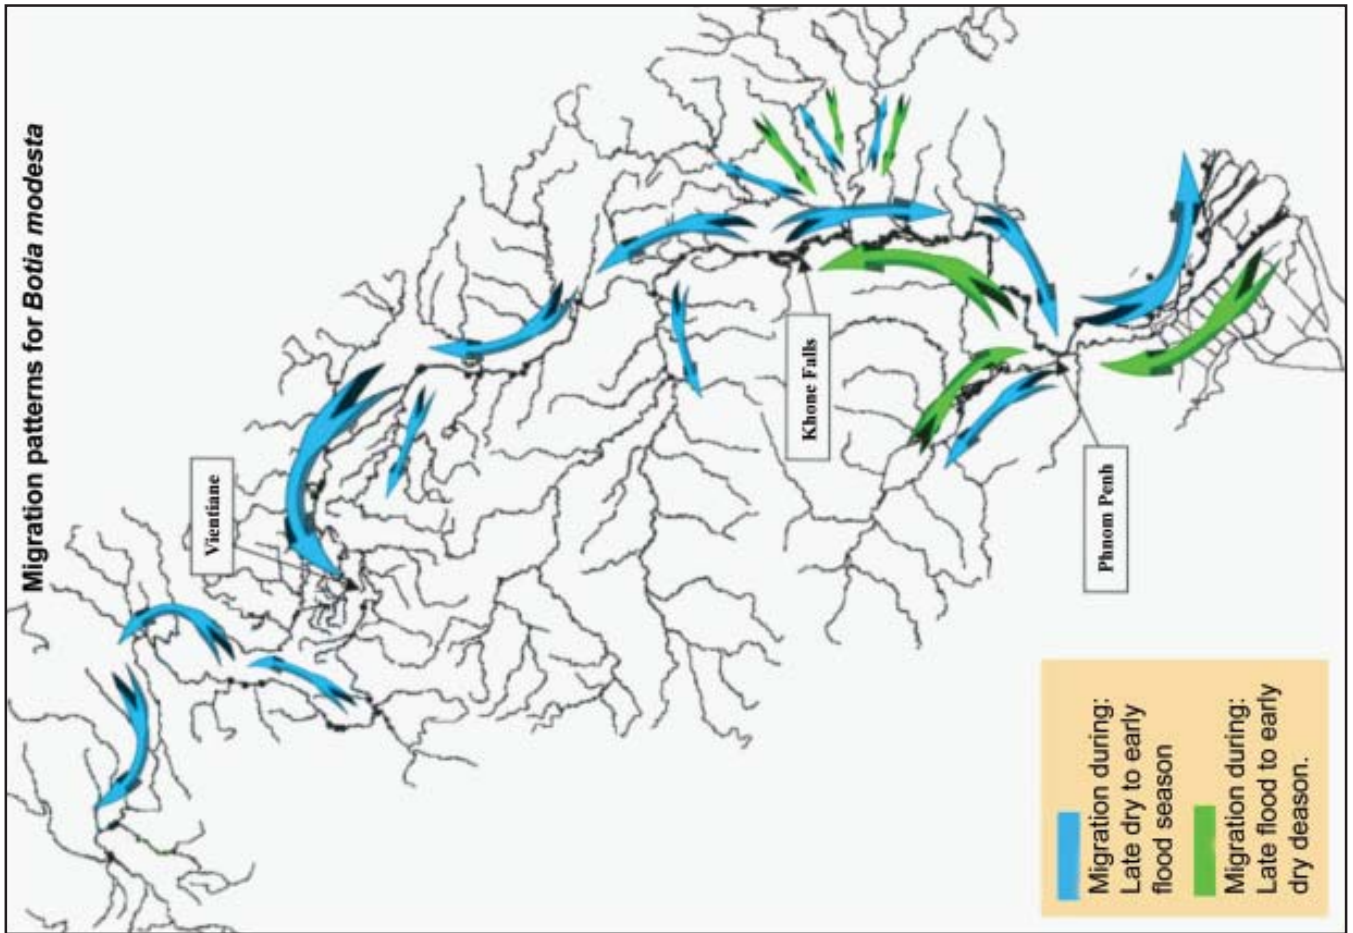 Migration patterns for Botia modesta
Vientiane
Khone Falls
Phnom Penh
Migration during:
Late dry to early
flood season
Migration during:
Late flood to early
dry deason.